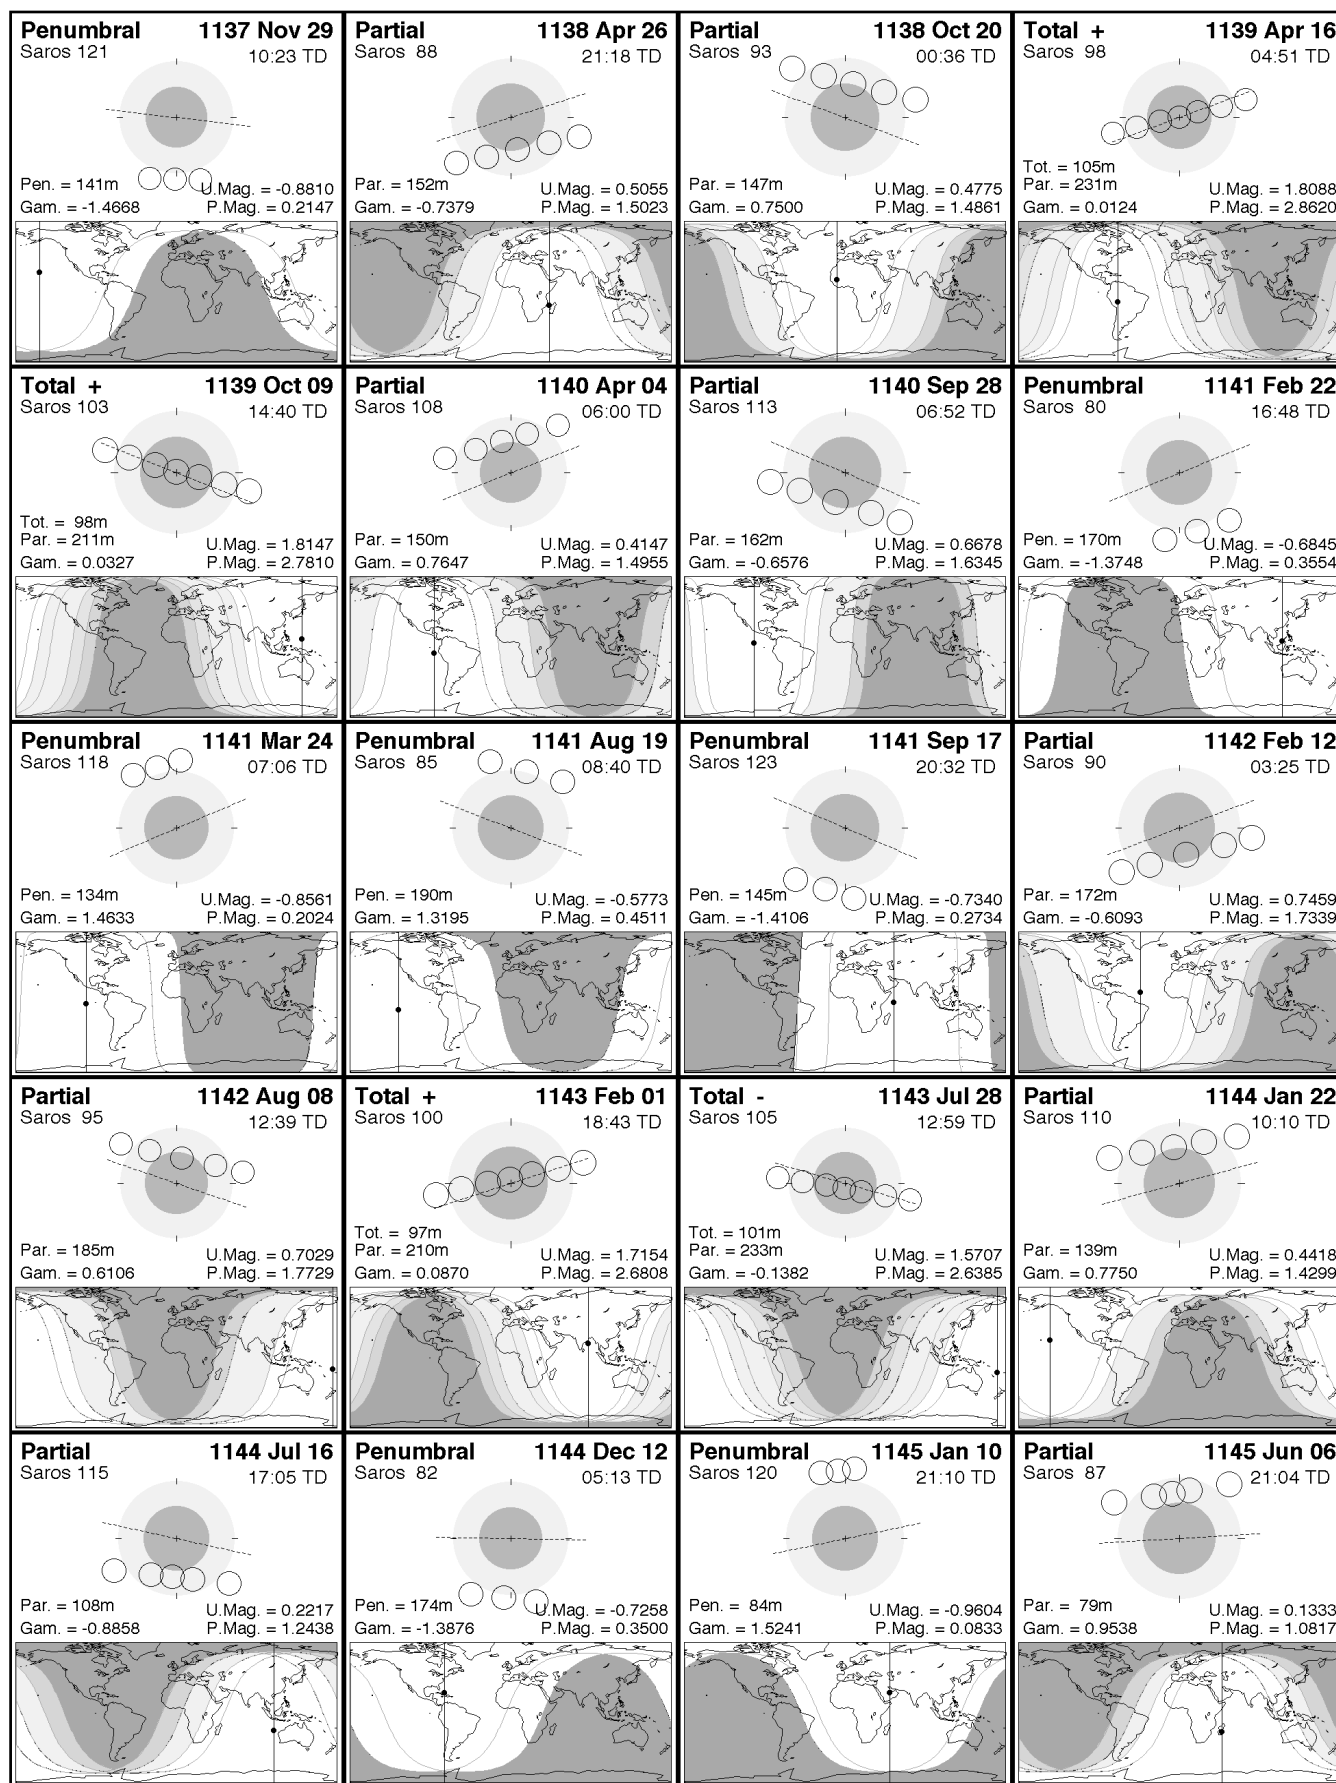 Penumbral 1137 Nov 29
Saros 121 10:23 TD
Pen. = 141m U.Mag. = -0.8810
Gam. = -1.4668 P.Mag. = 0.2147
Partial 1138 Apr 26
Saros 88 21:18 TD
Par. = 152m U.Mag. = 0.5055
Gam. = -0.7379 P.Mag. = 1.5023
Partial 1138 Oct 20
Saros 93 00:36 TD
Par. = 147m U.Mag. = 0.4775
Gam. = 0.7500 P.Mag. = 1.4861
Total + 1139 Apr 16
Saros 98 04:51 TD
Tot. = 105m
Par. = 231m U.Mag. = 1.8088
Gam. = 0.0124 P.Mag. = 2.8620
Total + 1139 Oct 09
Saros 103 14:40 TD
Tot. = 98m
Par. = 211m U.Mag. = 1.8147
Gam. = 0.0327 P.Mag. = 2.7810
Partial 1140 Apr 04
Saros 108 06:00 TD
Par. = 150m U.Mag. = 0.4147
Gam. = 0.7647 P.Mag. = 1.4955
Partial 1140 Sep 28
Saros 113 06:52 TD
Par. = 162m U.Mag. = 0.6678
Gam. = -0.6576 P.Mag. = 1.6345
Penumbral 1141 Feb 22
Saros 80 16:48 TD
Pen. = 170m U.Mag. = -0.6845
Gam. = -1.3748 P.Mag. = 0.3554
Penumbral 1141 Mar 24
Saros 118 07:06 TD
Pen. = 134m U.Mag. = -0.8561
Gam. = 1.4633 P.Mag. = 0.2024
Penumbral 1141 Aug 19
Saros 85 08:40 TD
Pen. = 190m U.Mag. = -0.5773
Gam. = 1.3195 P.Mag. = 0.4511
Penumbral 1141 Sep 17
Saros 123 20:32 TD
Pen. = 145m U.Mag. = -0.7340
Gam. = -1.4106 P.Mag. = 0.2734
Partial 1142 Feb 12
Saros 90 03:25 TD
Par. = 172m U.Mag. = 0.7459
Gam. = -0.6093 P.Mag. = 1.7339
Partial 1142 Aug 08
Saros 95 12:39 TD
Par. = 185m U.Mag. = 0.7029
Gam. = 0.6106 P.Mag. = 1.7729
Total + 1143 Feb 01
Saros 100 18:43 TD
Tot. = 97m
Par. = 210m U.Mag. = 1.7154
Gam. = 0.0870 P.Mag. = 2.6808
Total - 1143 Jul 28
Saros 105 12:59 TD
Tot. = 101m
Par. = 233m U.Mag. = 1.5707
Gam. = -0.1382 P.Mag. = 2.6385
Partial 1144 Jan 22
Saros 110 10:10 TD
Par. = 139m U.Mag. = 0.4418
Gam. = 0.7750 P.Mag. = 1.4299
Partial 1144 Jul 16
Saros 115 17:05 TD
Par. = 108m U.Mag. = 0.2217
Gam. = -0.8858 P.Mag. = 1.2438
Penumbral 1144 Dec 12
Saros 82 05:13 TD
Pen. = 174m U.Mag. = -0.7258
Gam. = -1.3876 P.Mag. = 0.3500
Penumbral 1145 Jan 10
Saros 120 21:10 TD
Pen. = 84m U.Mag. = -0.9604
Gam. = 1.5241 P.Mag. = 0.0833
Partial 1145 Jun 06
Saros 87 21:04 TD
Par. = 79m U.Mag. = 0.1333
Gam. = 0.9538 P.Mag. = 1.0817